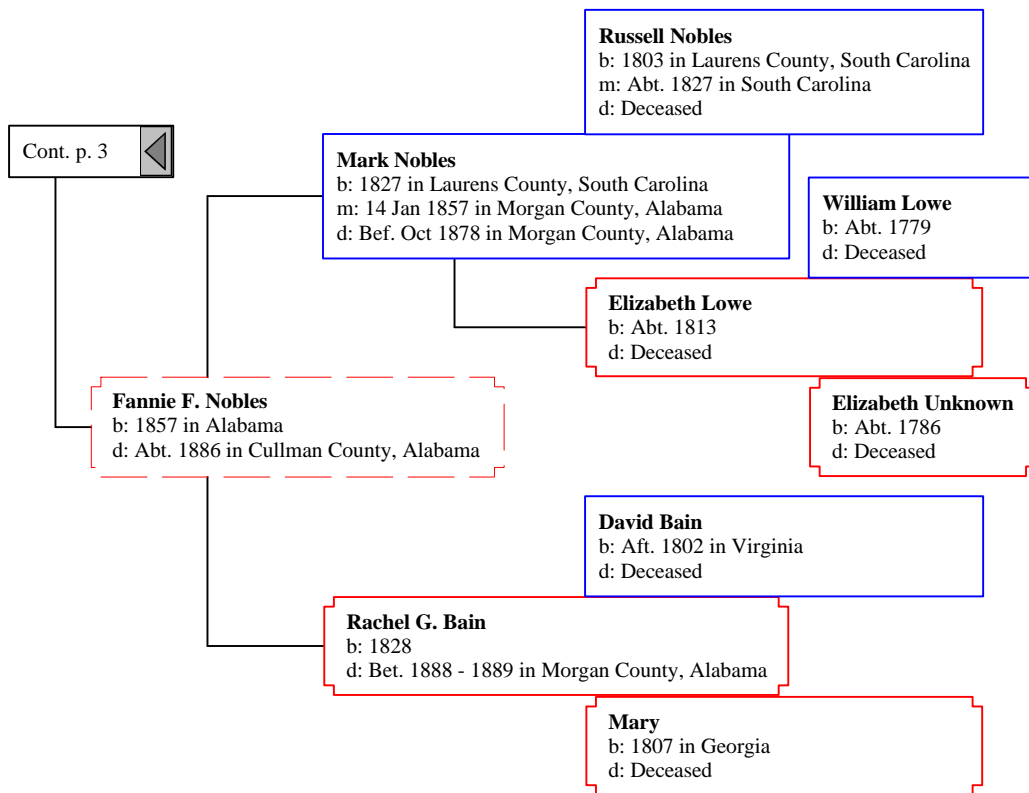 Russell Nobles
b: 1803 in Laurens County, South Carolina
m: Abt. 1827 in South Carolina
d: Deceased
Cont. p. 3
Mark Nobles
b: 1827 in Laurens County, South Carolina
m: 14 Jan 1857 in Morgan County, Alabama
d: Bef. Oct 1878 in Morgan County, Alabama
William Lowe
b: Abt. 1779
d: Deceased
Elizabeth Lowe
b: Abt. 1813
d: Deceased
Fannie F. Nobles
b: 1857 in Alabama
d: Abt. 1886 in Cullman County, Alabama
Elizabeth Unknown
b: Abt. 1786
d: Deceased
David Bain
b: Aft. 1802 in Virginia
d: Deceased
Rachel G. Bain
b: 1828
d: Bet. 1888 - 1889 in Morgan County, Alabama
Mary
b: 1807 in Georgia
d: Deceased